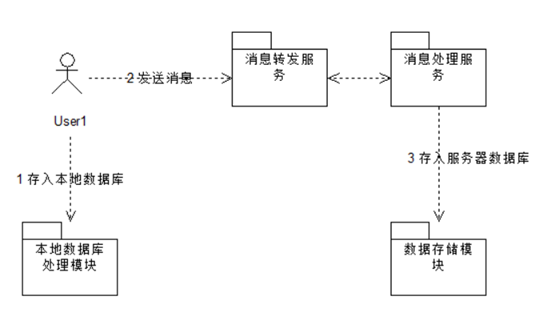 消息转发服
务
消息处理服
务
2 发送消息
User1
3 存入服务器数据库
1 存入本地数据库
本地数据库
处理模块
数据存储模
块